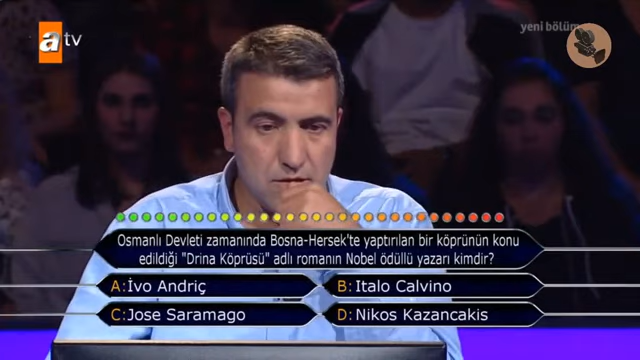 atv
yeni bölüm
Osmanlı Devleti zamanında Bosna-Hersek'te yaptırılan bir köprünün konu
edildiği "Drina Köprüsü" adlı romanın Nobel ödüllü yazarı kimdir?
A:İvo Andriç
B:Italo Calvino
C:Jose Saramago
D:Nikos Kazancakis